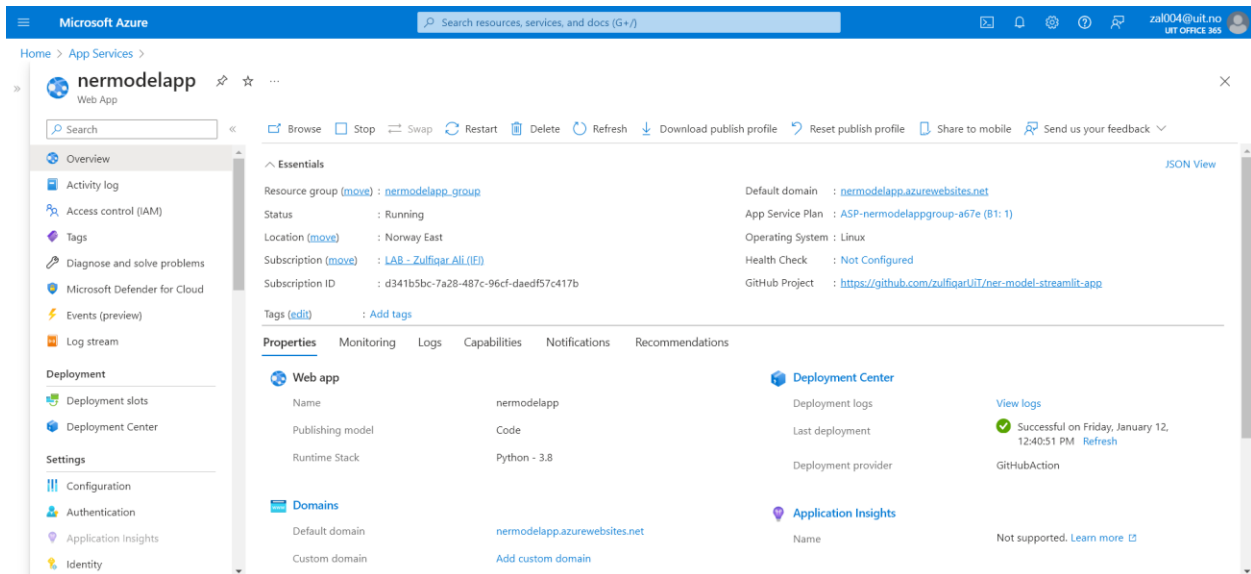 Microsoft Azure
Search resources, services, and docs (G+/)
zal004@uit.no
UIT OFFICE 365
Home > App Services >
nermodelapp
Web App
Search
Browse Stop Swap Restart Delete Refresh Download publish profile Reset publish profile Share to mobile Send us your feedback
Overview
Activity log
Access control (IAM)
Tags
Diagnose and solve problems
Microsoft Defender for Cloud
Events (preview)
Log stream
Deployment
Deployment slots
Deployment Center
Settings
Configuration
Authentication
Application Insights
Identity
Essentials
JSON View
Resource group (move) : nermodelapp_group
Status : Running
Location (move) : Norway East
Subscription (move) : LAB - Zulfiqar Ali (IFI)
Subscription ID : d341b5bc-7a28-487c-96cf-daedf57c417b
Default domain : nermodelapp.azurewebsites.net
App Service Plan : ASP-nermodelappgroup-a67e (B1: 1)
Operating System : Linux
Health Check : Not Configured
GitHub Project : https://github.com/zulfiqarUiT/ner-model-streamlit-app
Tags (edit) : Add tags
Properties Monitoring Logs Capabilities Notifications Recommendations
Web app
Name nermodelapp
Publishing model Code
Runtime Stack Python - 3.8
Domains
Default domain nermodelapp.azurewebsites.net
Custom domain Add custom domain
Deployment Center
Deployment logs View logs
Last deployment Successful on Friday, January 12,
12:40:51 PM Refresh
Deployment provider GitHubAction
Application Insights
Name Not supported. Learn more